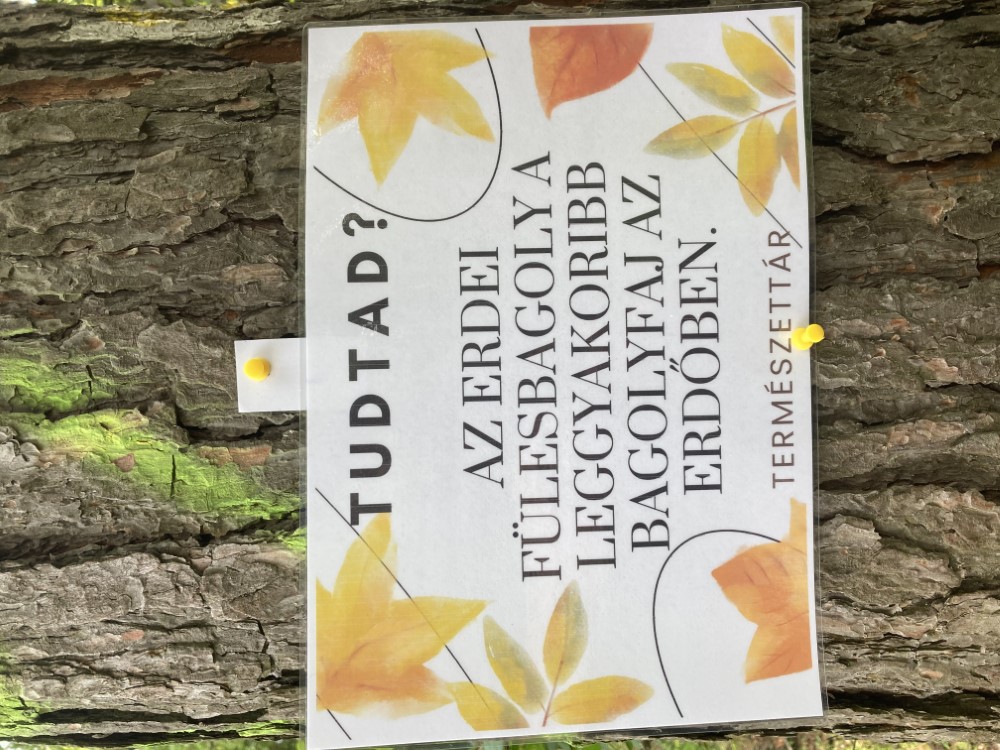 TUDTAD?
AZ ERDEI
FÜLESBAGOLY A
LEGGYAKORIBB
BAGOLYFAJ AZ
ERDŐBEN.
TERMÉSZETTÁR